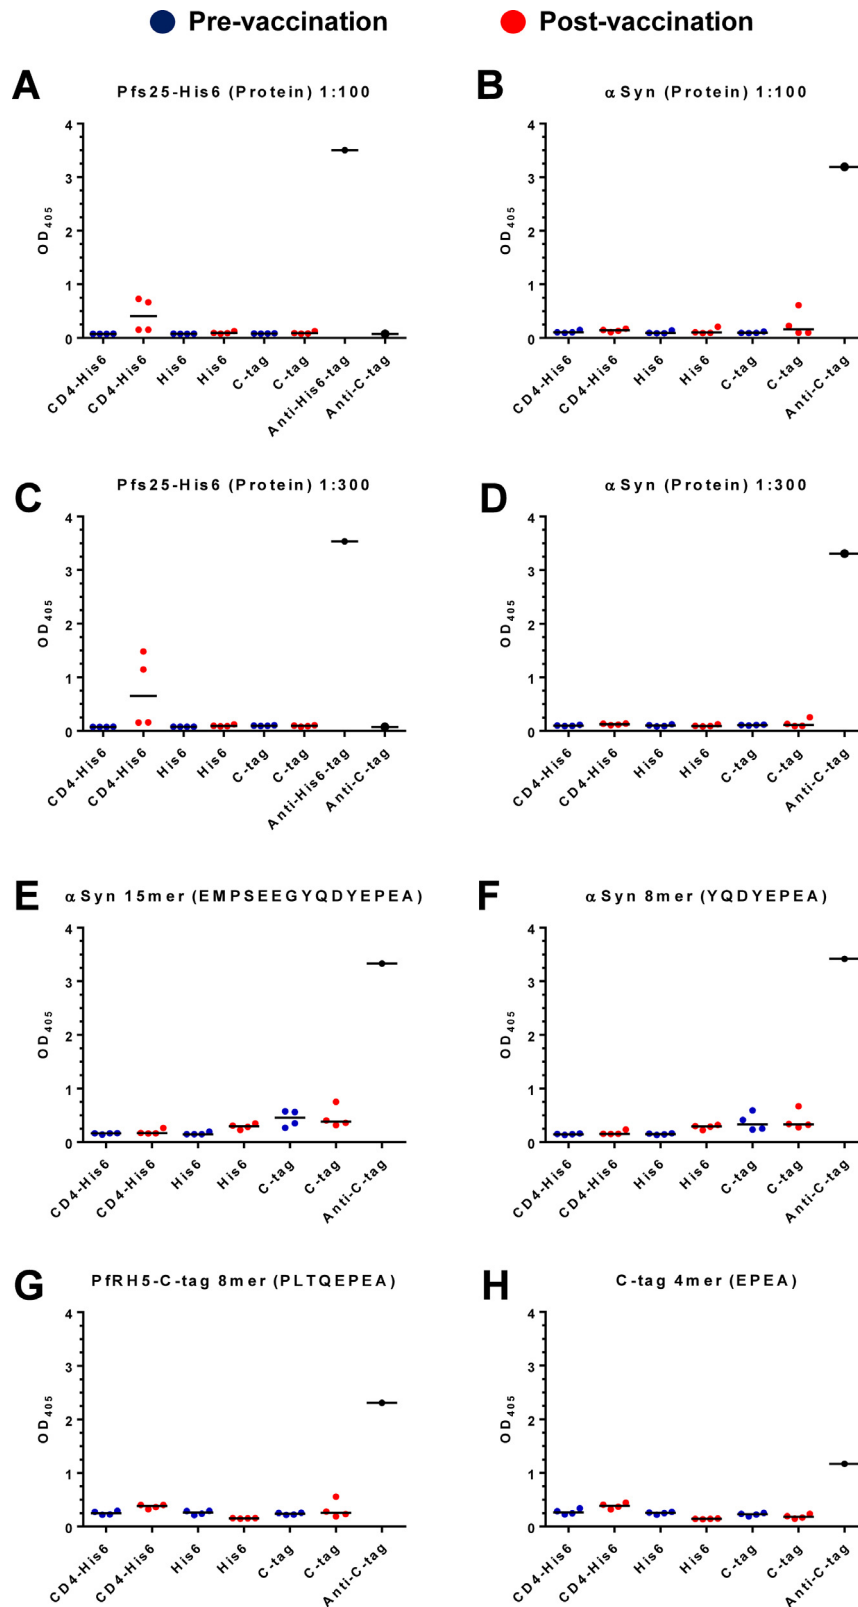 Pre-vaccination Post-vaccination
A Pfs25-His6 (Protein) 1:100
B αSyn (Protein) 1:100
4
3
2
1
0
OD405
CD4-His6 CD4-His6 His6 His6 C-tag C-tag Anti-His6-tag Anti-C-tag
4
3
2
1
0
OD405
CD4-His6 CD4-His6 His6 His6 C-tag C-tag Anti-C-tag
C Pfs25-His6 (Protein) 1:300
D αSyn (Protein) 1:300
4
3
2
1
0
OD405
CD4-His6 CD4-His6 His6 His6 C-tag C-tag Anti-His6-tag Anti-C-tag
4
3
2
1
0
OD405
CD4-His6 CD4-His6 His6 His6 C-tag C-tag Anti-C-tag
E αSyn 15mer (EMPSEEGYQDYEPEA)
F αSyn 8mer (YQDYEPEA)
4
3
2
1
0
OD405
CD4-His6 CD4-His6 His6 His6 C-tag C-tag Anti-C-tag
4
3
2
1
0
OD405
CD4-His6 CD4-His6 His6 His6 C-tag C-tag Anti-C-tag
G PfRH5-C-tag 8mer (PLTQEPEA)
H C-tag 4mer (EPEA)
4
3
2
1
0
OD405
CD4-His6 CD4-His6 His6 His6 C-tag C-tag Anti-C-tag
4
3
2
1
0
OD405
CD4-His6 CD4-His6 His6 His6 C-tag C-tag Anti-C-tag